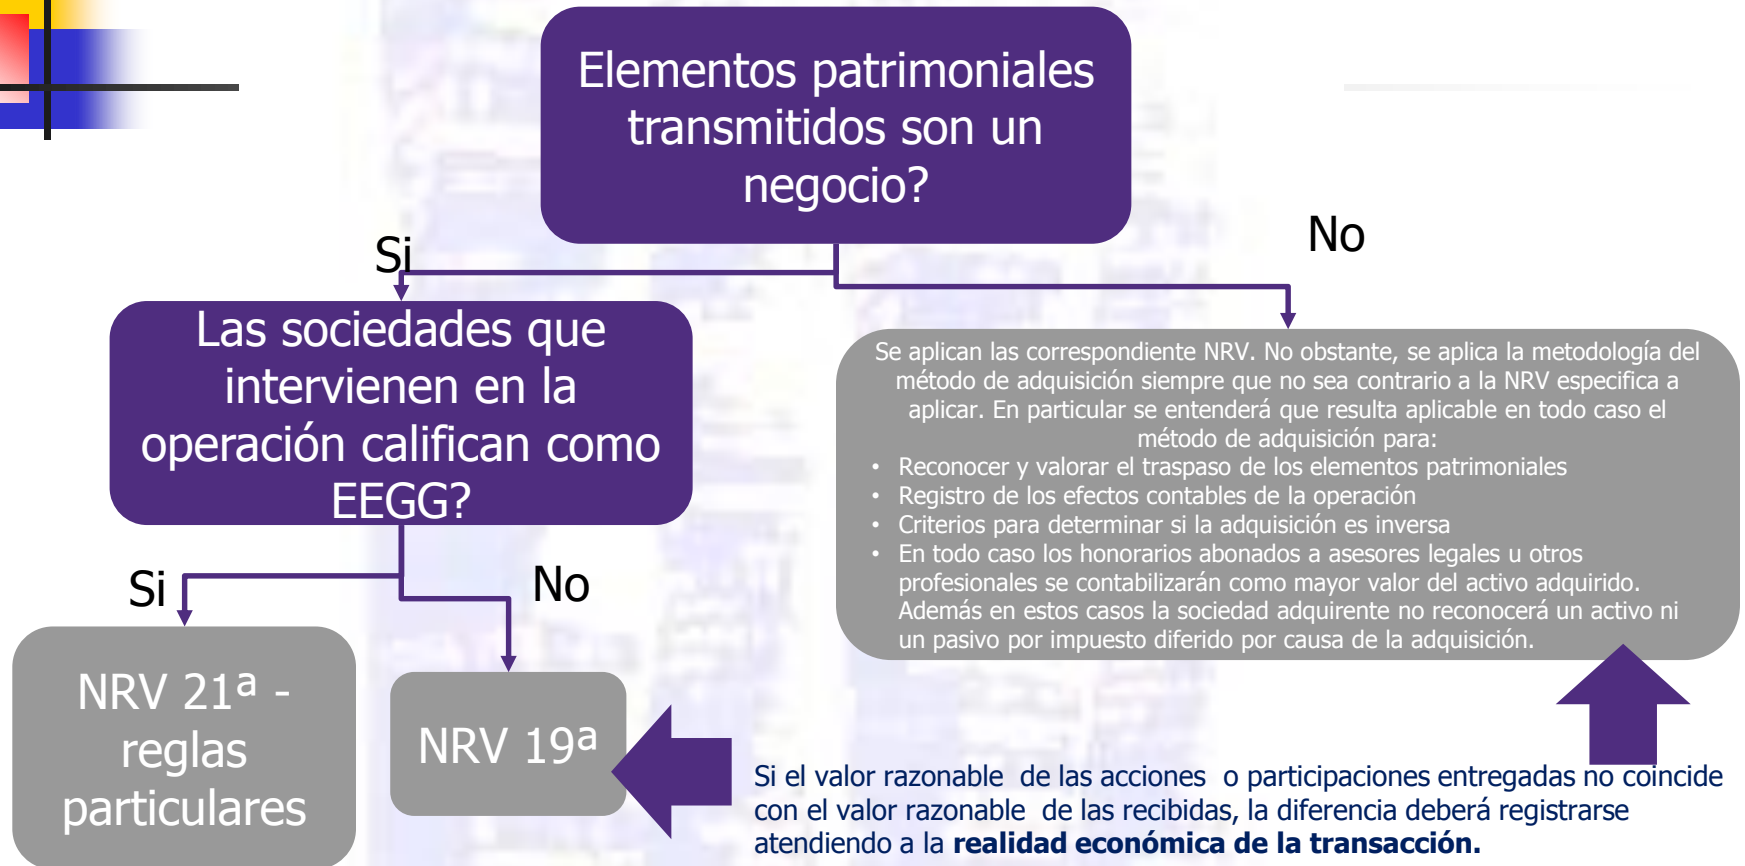 Elementos patrimoniales
transmitidos son un
negocio?
Si
No
Las sociedades que
intervienen en la
operación califican como
EEGG?
Se aplican las correspondiente NRV. No obstante, se aplica la metodología del
método de adquisición siempre que no sea contrario a la NRV especifica a
aplicar. En particular se entenderá que resulta aplicable en todo caso el
método de adquisición para:
• Reconocer y valorar el traspaso de los elementos patrimoniales
• Registro de los efectos contables de la operación
• Criterios para determinar si la adquisición es inversa
• En todo caso los honorarios abonados a asesores legales u otros
profesionales se contabilizarán como mayor valor del activo adquirido.
Además en estos casos la sociedad adquirente no reconocerá un activo ni
un pasivo por impuesto diferido por causa de la adquisición.
Si
No
NRV 21ª -
reglas
particulares
NRV 19ª
Si el valor razonable de las acciones o participaciones entregadas no coincide
con el valor razonable de las recibidas, la diferencia deberá registrarse
atendiendo a la realidad económica de la transacción.